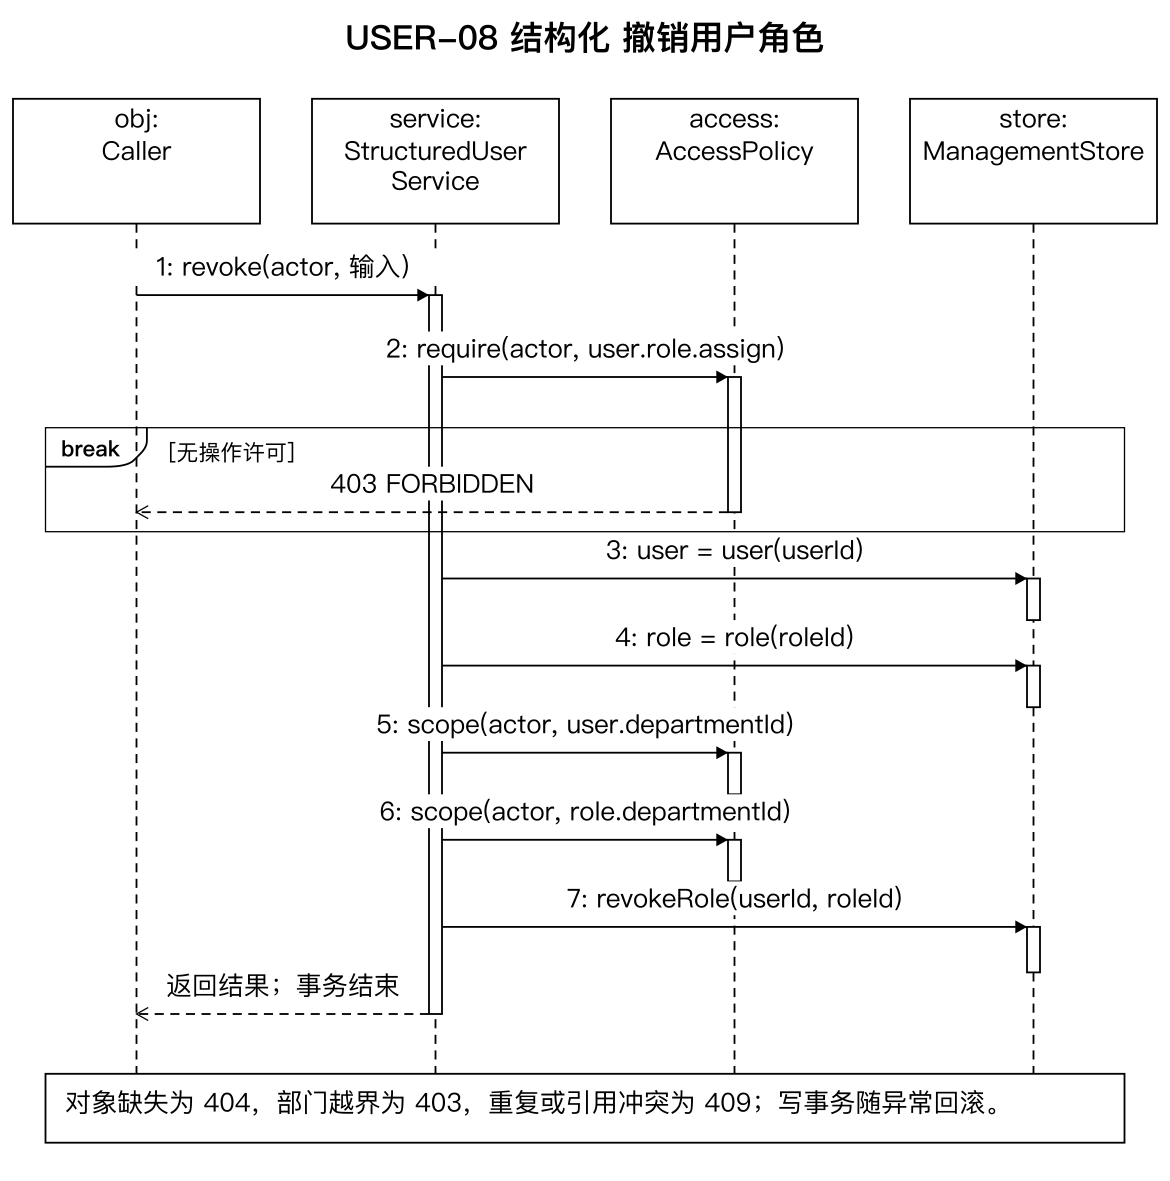 USER-08 结构化 撤销用户角色
obj:
Caller
service:
StructuredUser
Service
access:
AccessPolicy
store:
ManagementStore
1: revoke(actor, 输入)
2: require(actor, user.role.assign)
break
[无操作许可]
403 FORBIDDEN
3: user = user(userId)
4: role = role(roleId)
5: scope(actor, user.departmentId)
6: scope(actor, role.departmentId)
7: revokeRole(userId, roleId)
返回结果；事务结束
对象缺失为 404，部门越界为 403，重复或引用冲突为 409；写事务随异常回滚。